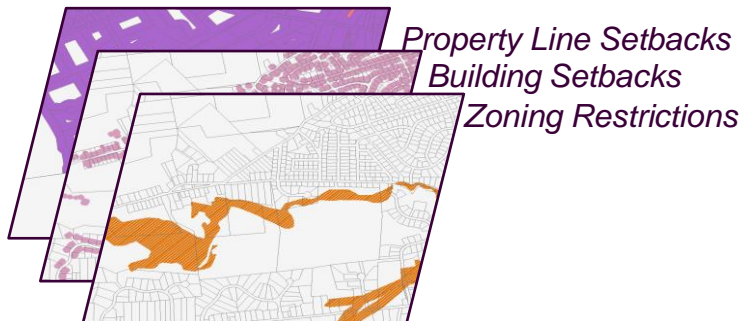 Property Line Setbacks
Building Setbacks
Zoning Restrictions